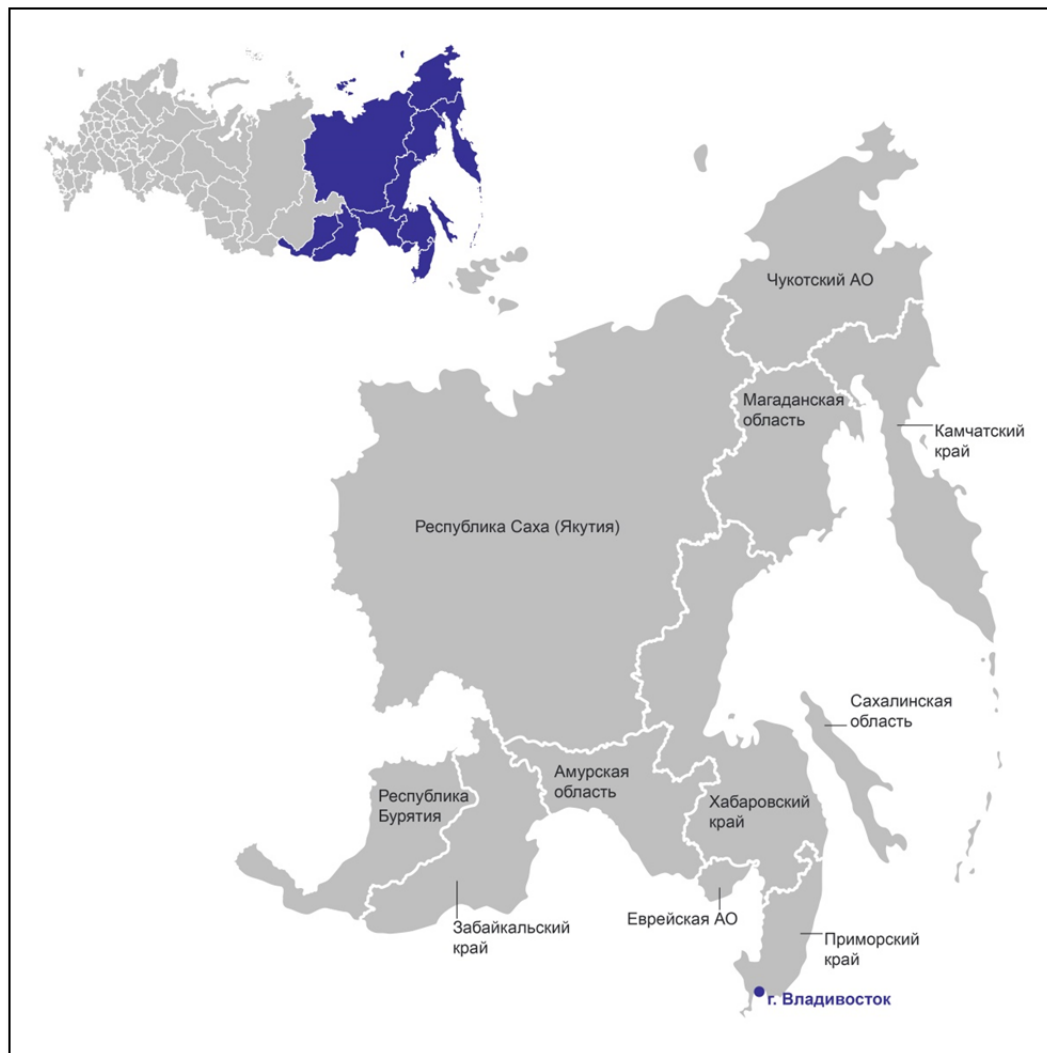 Чукотский АО
Магаданская
область
Камчатский
край
Республика Саха (Якутия)
Сахалинская
область
Амурская
область
Республика
Бурятия
Хабаровский
край
Еврейская АО
Забайкальский
край
Приморский
край
г. Владивосток